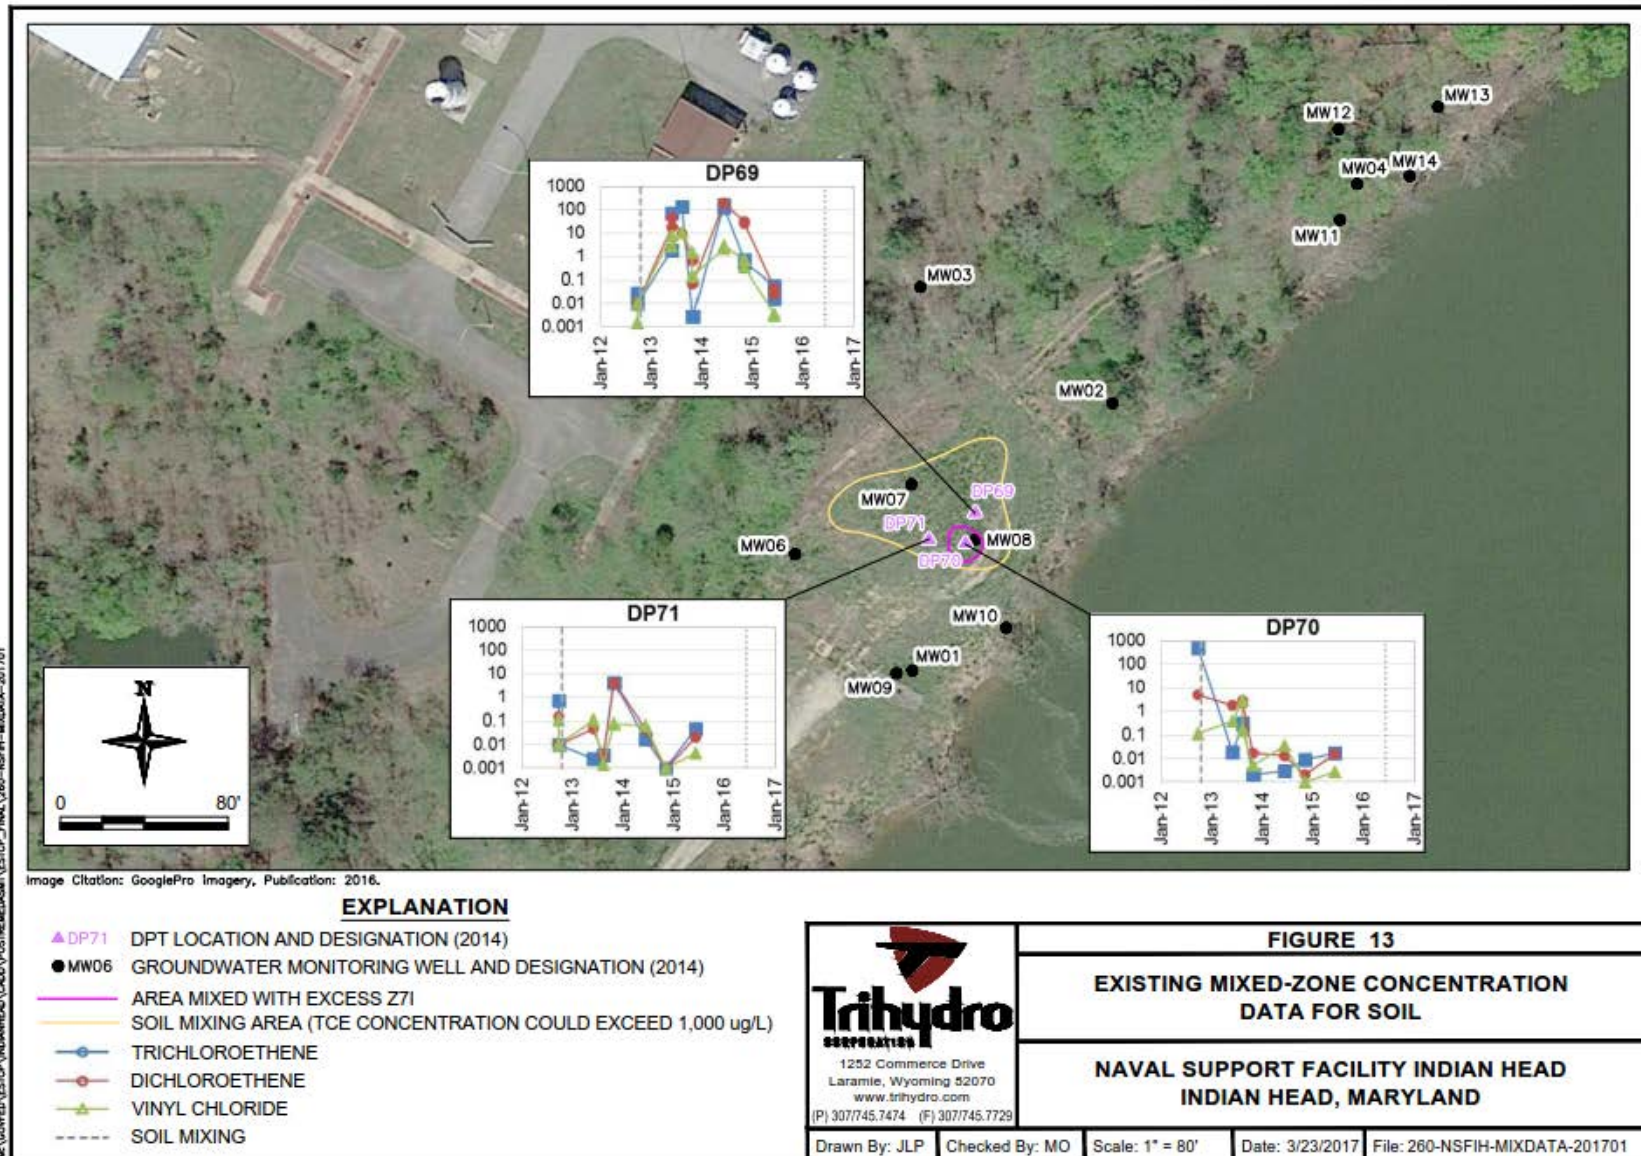 MW13
MW12
MW04
MW14
MW11
MW03
MW02
DP69
1000
100
10
1
0.1
0.01
0.001
Jan-12
Jan-13
Jan-14
Jan-15
Jan-16
Jan-17
MW07
DP69
DP71
MW08
DP70
MW06
MW10
MW01
MW09
DP71
1000
100
10
1
0.1
0.01
0.001
Jan-12
Jan-13
Jan-14
Jan-15
Jan-16
Jan-17
DP70
1000
100
10
1
0.1
0.01
0.001
Jan-12
Jan-13
Jan-14
Jan-15
Jan-16
Jan-17
N
0 80'
Image Citation: GooglePro Imagery, Publication: 2016.
EXPLANATION
DP71 DPT LOCATION AND DESIGNATION (2014)
MW06 GROUNDWATER MONITORING WELL AND DESIGNATION (2014)
AREA MIXED WITH EXCESS Z7I
SOIL MIXING AREA (TCE CONCENTRATION COULD EXCEED 1,000 ug/L)
TRICHLOROETHENE
DICHLOROETHENE
VINYL CHLORIDE
SOIL MIXING
Trihydro
CORPORATION
1252 Commerce Drive
Laramie, Wyoming 82070
www.trihydro.com
(P) 307/745.7474 (F) 307/745.7729
FIGURE 13
EXISTING MIXED-ZONE CONCENTRATION
DATA FOR SOIL
NAVAL SUPPORT FACILITY INDIAN HEAD
INDIAN HEAD, MARYLAND
Drawn By: JLP Checked By: MO Scale: 1" = 80' Date: 3/23/2017 File: 260-NSFIH-MIXDATA-201701